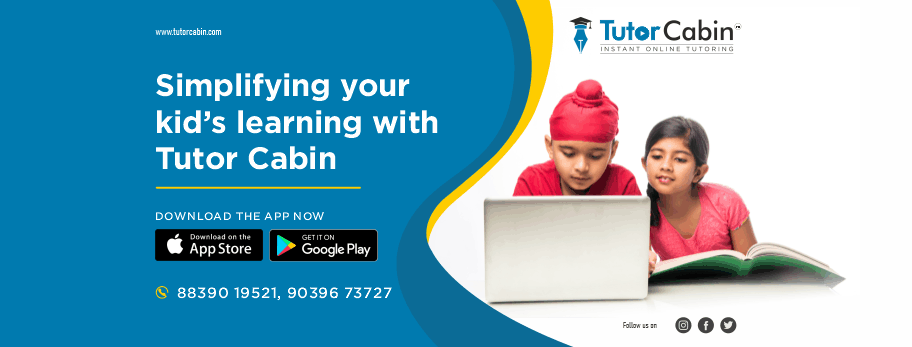 www.tutorcabin.com
Simplifying your
kid's learning with
Tutor Cabin
DOWNLOAD THE APP NOW
Download on the
App Store
GET IT ON
Google Play
88390 19521, 90396 73727
Tutor Cabin
INSTANT ONLINE TUTORING
Follow us on